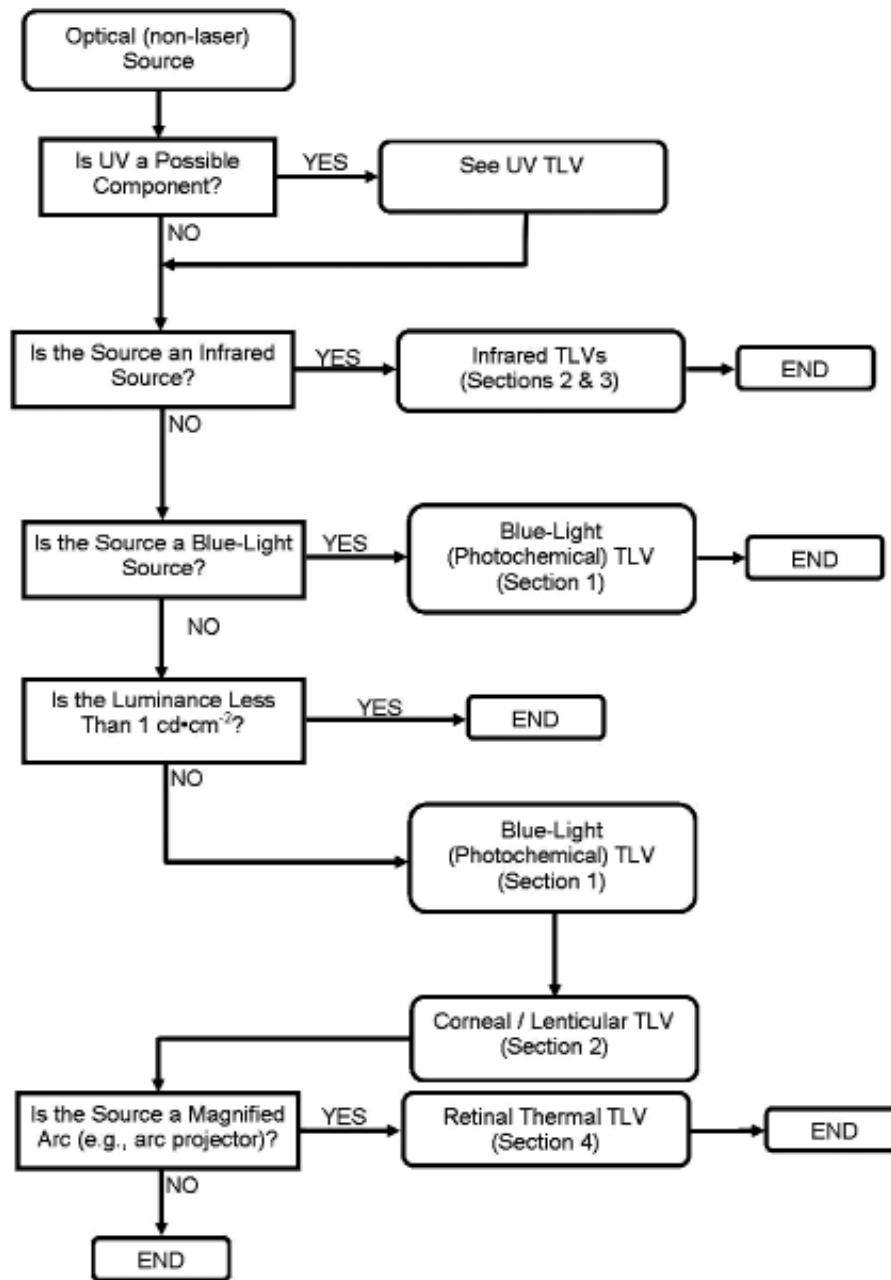 Optical (non-laser)
Source
Is UV a Possible
Component?
YES
See UV TLV
NO
Is the Source an Infrared
Source?
YES
Infrared TLVs
(Sections 2 & 3)
END
NO
Is the Source a Blue-Light
Source?
YES
Blue-Light
(Photochemical) TLV
(Section 1)
END
NO
Is the Luminance Less
Than 1 cd•cm⁻²?
YES
END
NO
Blue-Light
(Photochemical) TLV
(Section 1)
Corneal / Lenticular TLV
(Section 2)
Is the Source a Magnified
Arc (e.g., arc projector)?
YES
Retinal Thermal TLV
(Section 4)
END
NO
END